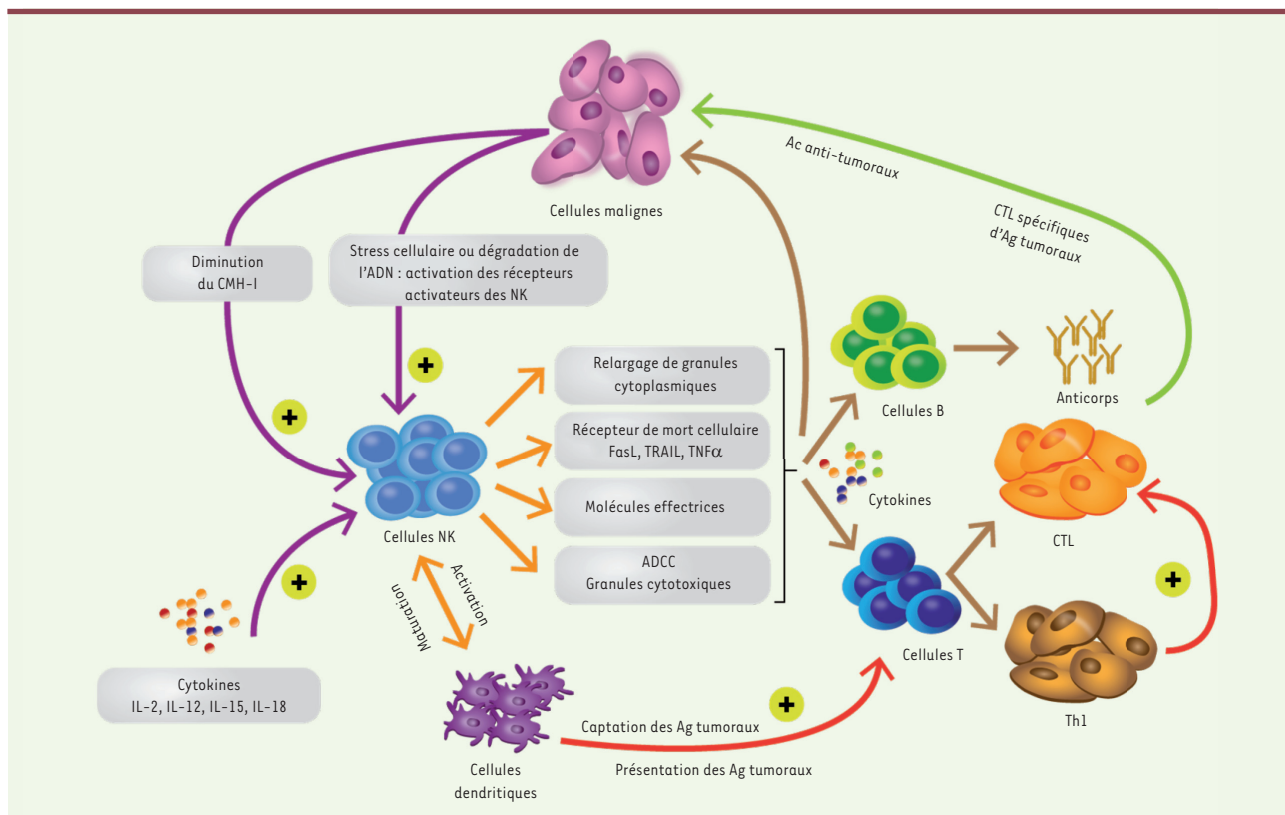 Cellules malignes
Ac anti-tumoraux
CTL spécifiques
d'Ag tumoraux
Diminution
du CMH-I
Stress cellulaire ou dégradation de
l'ADN : activation des récepteurs
activateurs des NK
+
+
Relargage de granules
cytoplasmiques
Récepteur de mort cellulaire
FasL, TRAIL, TNFα
Molécules effectrices
ADCC
Granules cytotoxiques
Cellules NK
Cellules B
Anticorps
Cytokines
CTL
+
Cellules T
Th1
+
Cytokines
IL-2, IL-12, IL-15, IL-18
Maturation
Activation
Cellules
dendritiques
+
Captation des Ag tumoraux
Présentation des Ag tumoraux